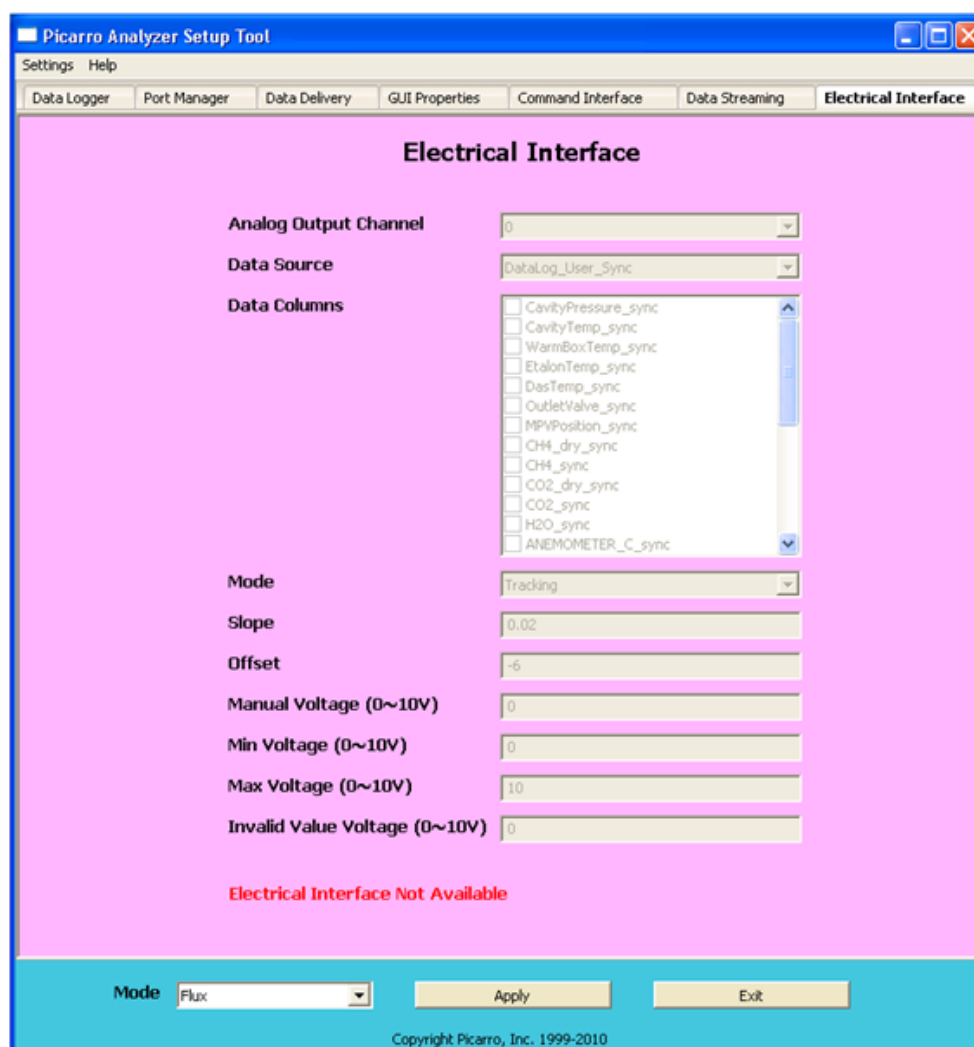 Picarro Analyzer Setup Tool
Settings Help
Data Logger Port Manager Data Delivery GUI Properties Command Interface Data Streaming Electrical Interface
Electrical Interface
Analog Output Channel 0
Data Source DataLog_User_Sync
Data Columns CavityPressure_sync
CavityTemp_sync
WarmBoxTemp_sync
EtalonTemp_sync
DasTemp_sync
OutletValve_sync
MPVPosition_sync
CH4_dry_sync
CH4_sync
CO2_dry_sync
CO2_sync
H2O_sync
ANEMOMETER_C_sync
Mode Tracking
Slope 0.02
Offset -6
Manual Voltage (0~10V) 0
Min Voltage (0~10V) 0
Max Voltage (0~10V) 10
Invalid Value Voltage (0~10V) 0
Electrical Interface Not Available
Mode Flux Apply Exit
Copyright Picarro, Inc. 1999-2010